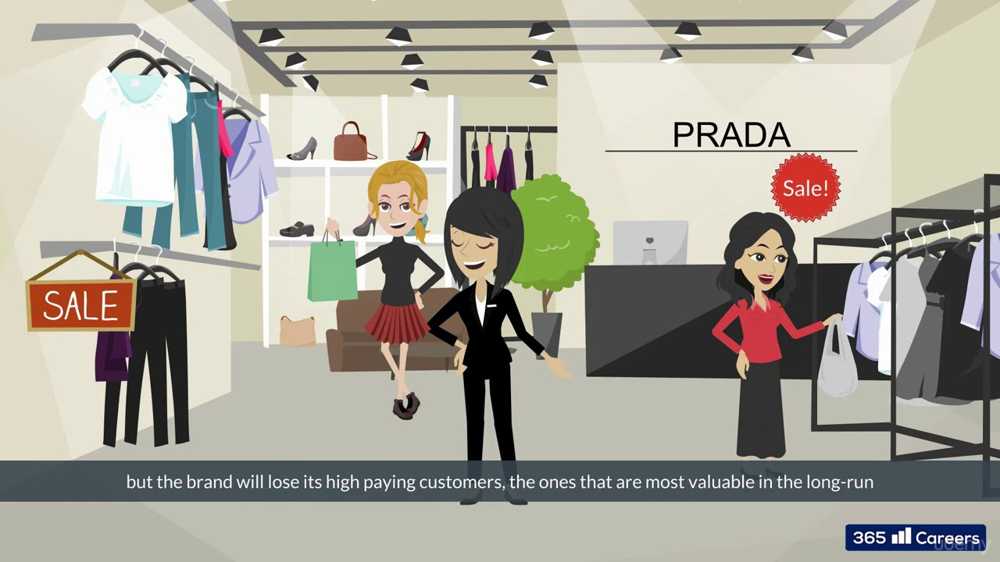 PRADA
Sale!
SALE
but the brand will lose its high paying customers, the ones that are most valuable in the long-run
365 Careers
udemy